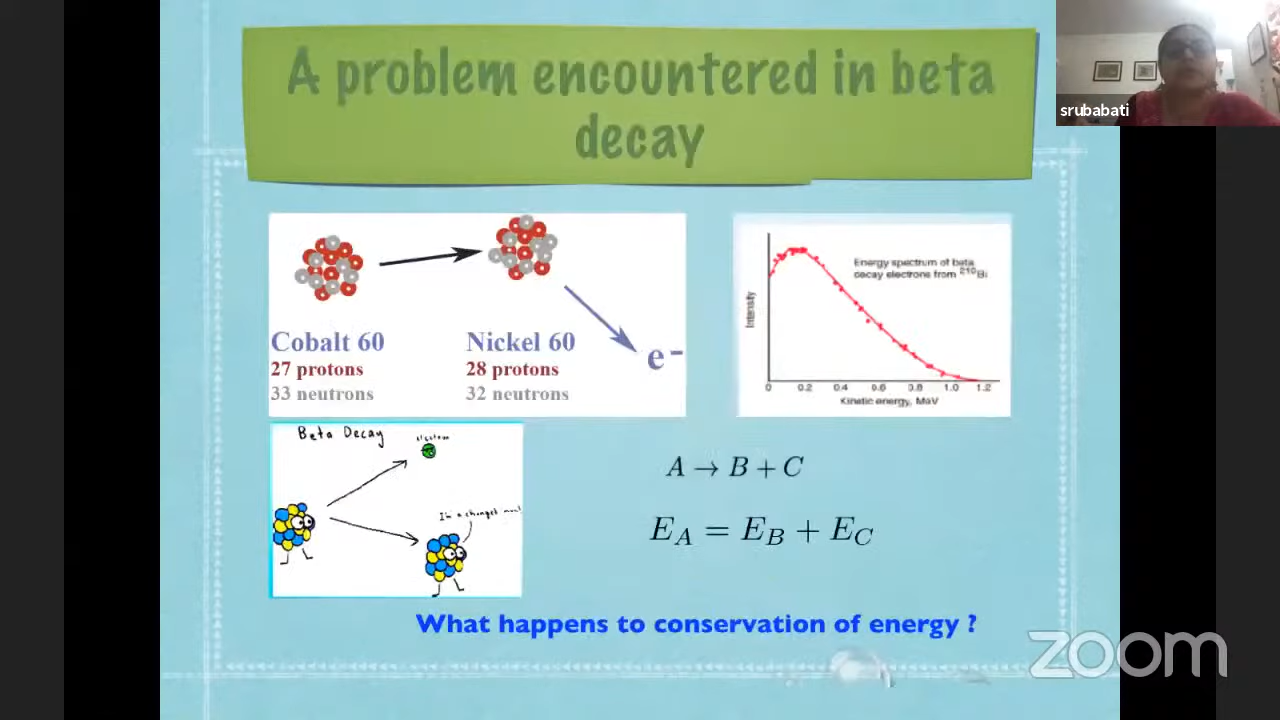 A problem encountered in beta
decay
srubabati
Cobalt 60
27 protons
33 neutrons
Nickel 60
28 protons
32 neutrons
e⁻
Energy spectrum of beta
decay electrons from ²¹⁰Bi
Intensity
0 0.2 0.4 0.6 0.8 1.0 1.2
Kinetic energy, MeV
Beta Decay
electron
I'm a changed man!
A → B + C
E_A = E_B + E_C
What happens to conservation of energy ?
zoom